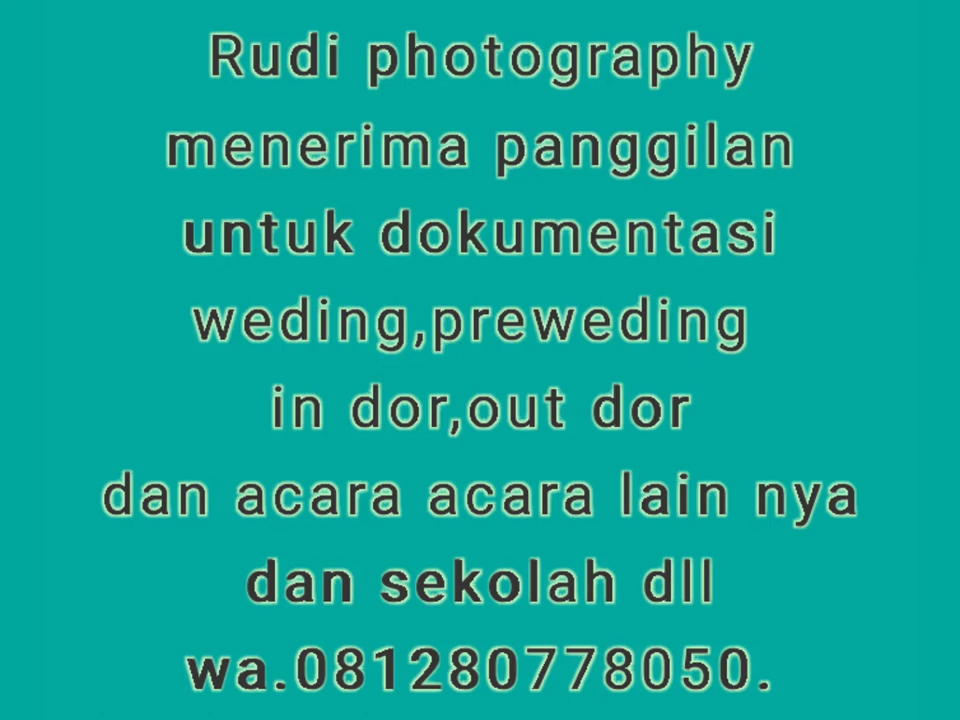 Rudi photography
menerima panggilan
untuk dokumentasi
weding,preweding
in dor,out dor
dan acara acara lain nya
dan sekolah dll
wa.081280778050.